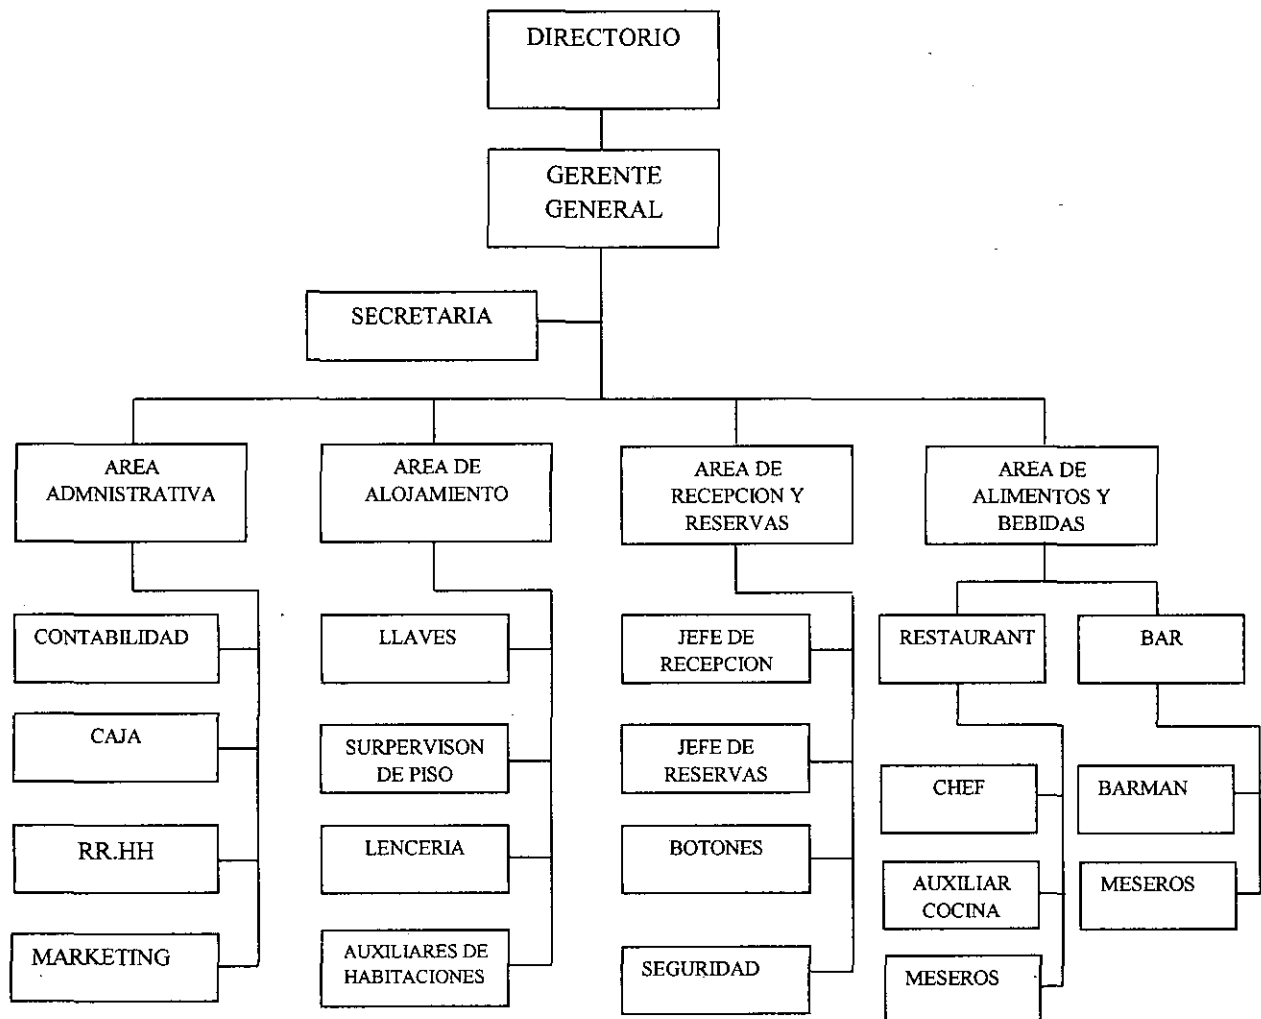 DIRECTORIO
GERENTE
GENERAL
SECRETARIA
AREA
ADMNISTRATIVA
AREA DE
ALOJAMIENTO
AREA DE
RECEPCION Y
RESERVAS
AREA DE
ALIMENTOS Y
BEBIDAS
CONTABILIDAD
LLAVES
JEFE DE
RECEPCION
RESTAURANT
BAR
CAJA
SURPERVISON
DE PISO
JEFE DE
RESERVAS
CHEF
BARMAN
RR.HH
LENCERIA
BOTONES
AUXILIAR
COCINA
MESEROS
MARKETING
AUXILIARES DE
HABITACIONES
SEGURIDAD
MESEROS